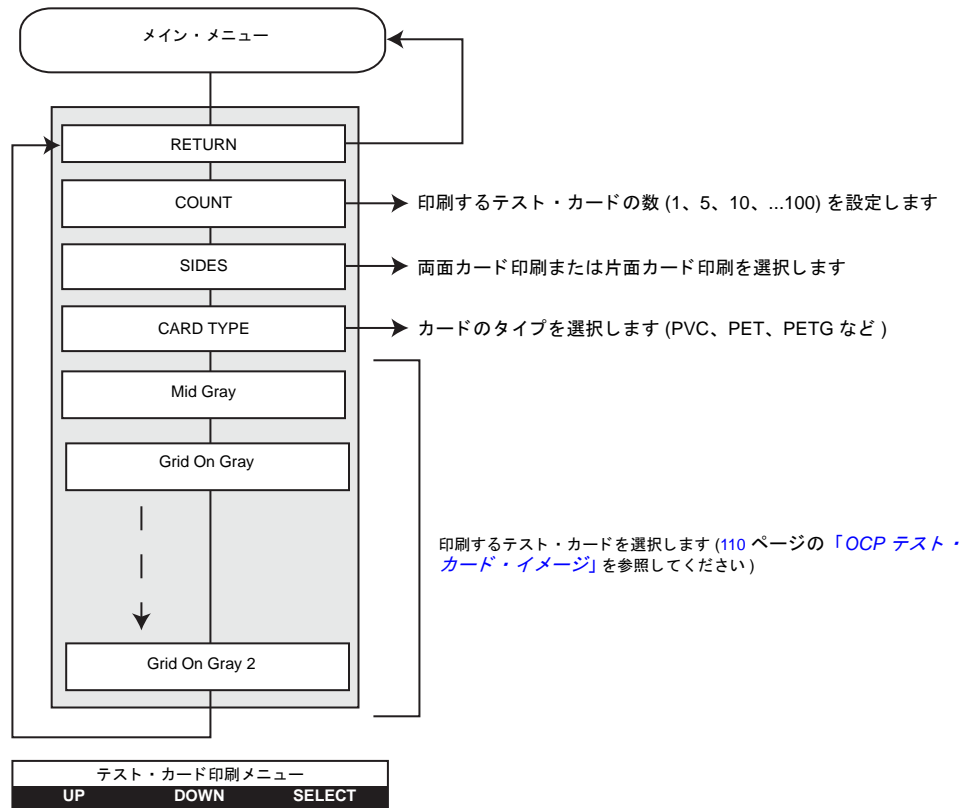 メイン・メニュー
RETURN
COUNT
印刷するテスト・カードの数 (1、5、10、...100) を設定します
SIDES
両面カード印刷または片面カード印刷を選択します
CARD TYPE
カードのタイプを選択します (PVC、PET、PETG など )
Mid Gray
Grid On Gray
印刷するテスト・カードを選択します (110 ページの「OCP テスト・
カード・イメージ」を参照してください )
Grid On Gray 2
テスト・カード印刷メニュー
UP DOWN SELECT